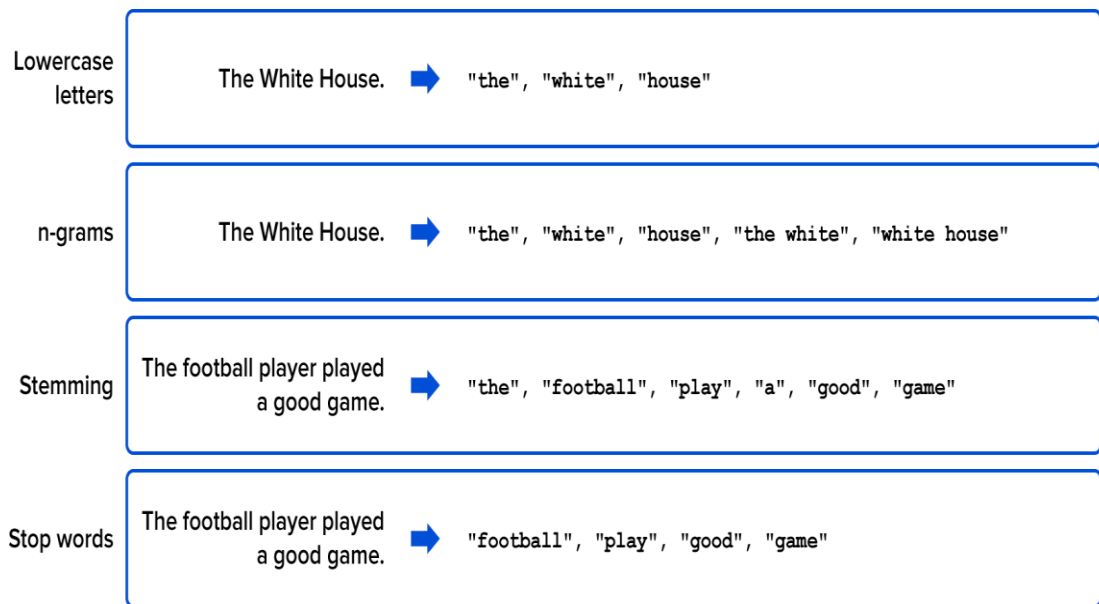 Lowercase
letters
The White House.
"the", "white", "house"
n-grams
The White House.
"the", "white", "house", "the white", "white house"
Stemming
The football player played
a good game.
"the", "football", "play", "a", "good", "game"
Stop words
The football player played
a good game.
"football", "play", "good", "game"